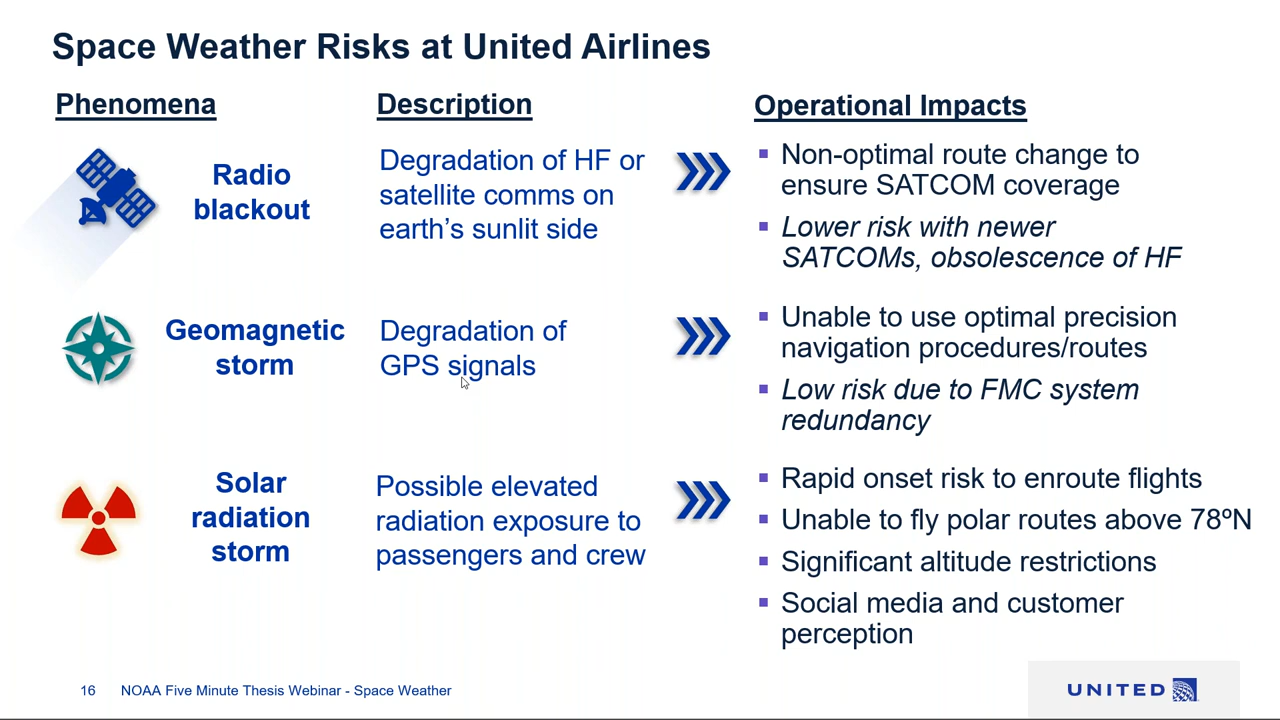 Space Weather Risks at United Airlines
Phenomena
Description
Operational Impacts
Radio
blackout
Degradation of HF or
satellite comms on
earth’s sunlit side
▪ Non-optimal route change to
ensure SATCOM coverage
▪ Lower risk with newer
SATCOMs, obsolescence of HF
Geomagnetic
storm
Degradation of
GPS signals
▪ Unable to use optimal precision
navigation procedures/routes
▪ Low risk due to FMC system
redundancy
Solar
radiation
storm
Possible elevated
radiation exposure to
passengers and crew
▪ Rapid onset risk to enroute flights
▪ Unable to fly polar routes above 78ºN
▪ Significant altitude restrictions
▪ Social media and customer
perception
16 NOAA Five Minute Thesis Webinar - Space Weather
UNITED